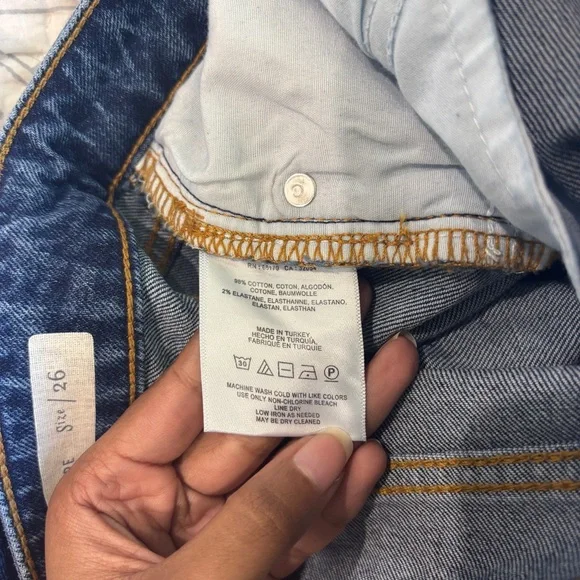 98% COTTON, COTON, ALGODÓN,
COTONE, BAUMWOLLE
2% ELASTANE, ELASTHANNE, ELASTANO,
ELASTAN, ELASTHAN
MADE IN TURKEY,
HECHO EN TURQUÍA,
FABRIQUÉ EN TURQUIE
30
P
MACHINE WASH COLD WITH LIKE COLORS
USE ONLY NON-CHLORINE BLEACH
LINE DRY
LOW IRON AS NEEDED
MAY BE DRY CLEANED
Size / 26